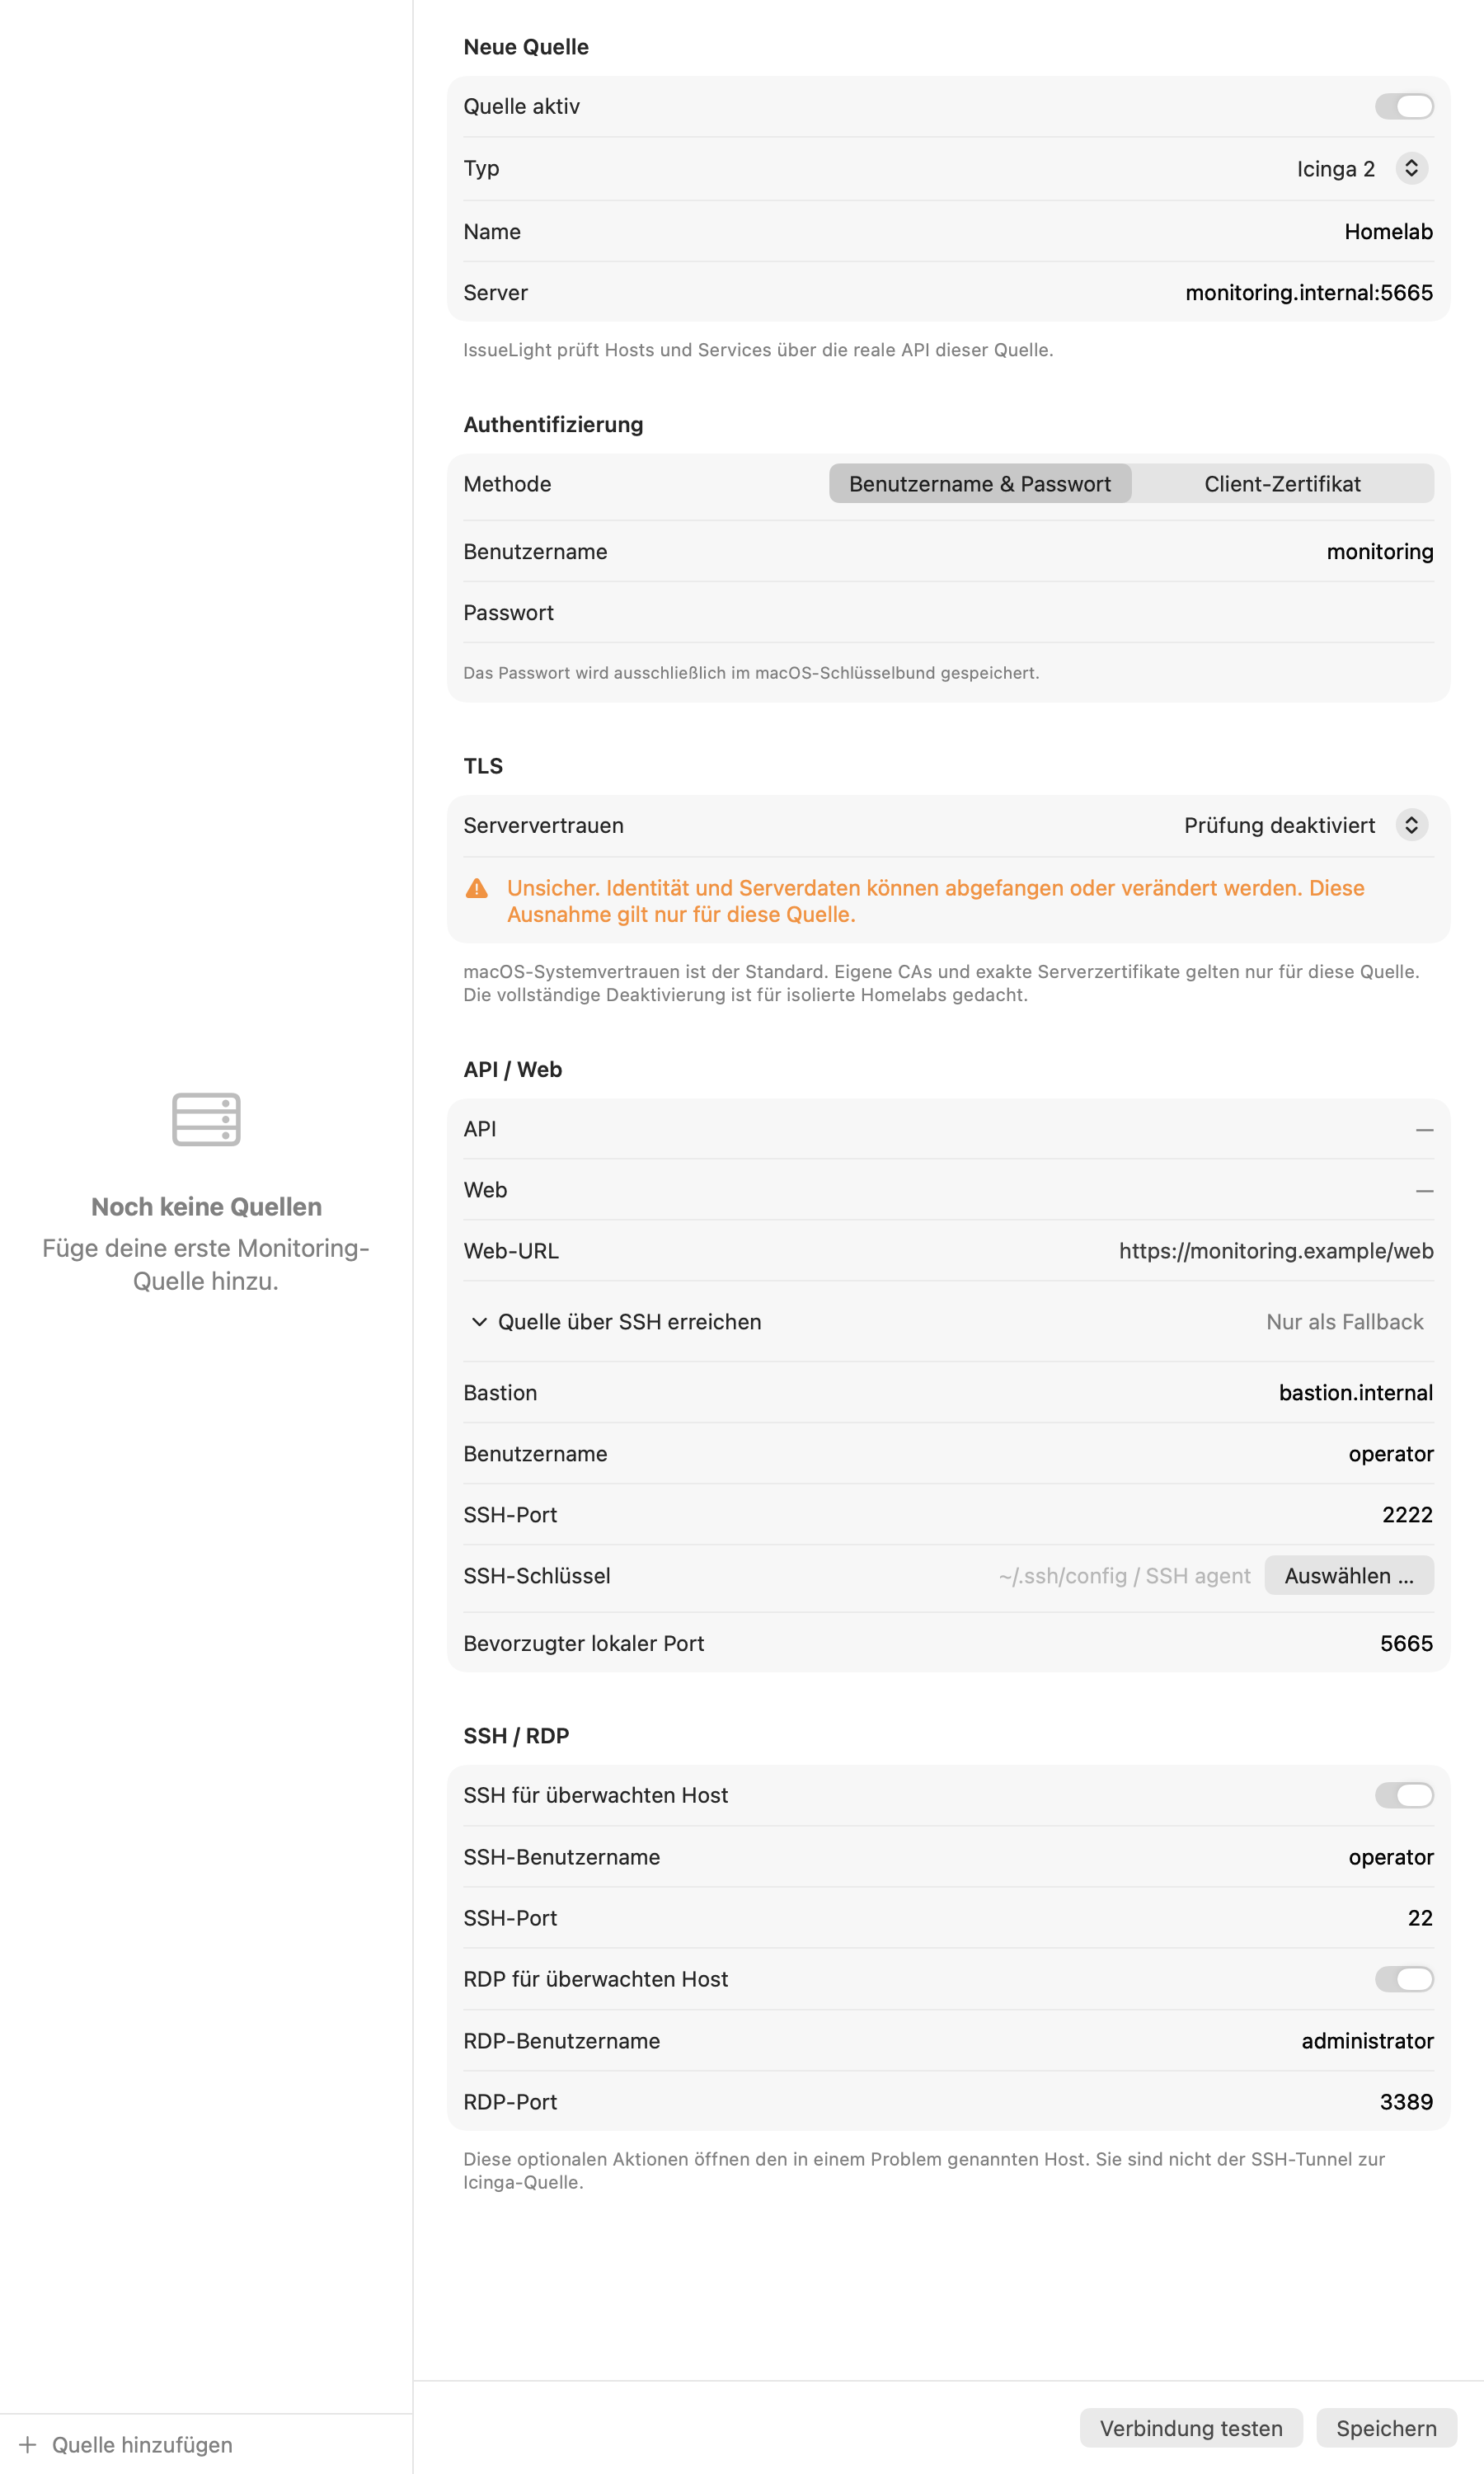 Noch keine Quellen
Füge deine erste Monitoring-
Quelle hinzu.
+ Quelle hinzufügen
Neue Quelle
Quelle aktiv
Typ Icinga 2
Name Homelab
Server monitoring.internal:5665
IssueLight prüft Hosts und Services über die reale API dieser Quelle.
Authentifizierung
Methode Benutzername & Passwort Client-Zertifikat
Benutzername monitoring
Passwort
Das Passwort wird ausschließlich im macOS-Schlüsselbund gespeichert.
TLS
Serververtrauen Prüfung deaktiviert
Unsicher. Identität und Serverdaten können abgefangen oder verändert werden. Diese
Ausnahme gilt nur für diese Quelle.
macOS-Systemvertrauen ist der Standard. Eigene CAs und exakte Serverzertifikate gelten nur für diese Quelle.
Die vollständige Deaktivierung ist für isolierte Homelabs gedacht.
API / Web
API —
Web —
Web-URL https://monitoring.example/web
Quelle über SSH erreichen Nur als Fallback
Bastion bastion.internal
Benutzername operator
SSH-Port 2222
SSH-Schlüssel ~/.ssh/config / SSH agent Auswählen ...
Bevorzugter lokaler Port 5665
SSH / RDP
SSH für überwachten Host
SSH-Benutzername operator
SSH-Port 22
RDP für überwachten Host
RDP-Benutzername administrator
RDP-Port 3389
Diese optionalen Aktionen öffnen den in einem Problem genannten Host. Sie sind nicht der SSH-Tunnel zur
Icinga-Quelle.
Verbindung testen Speichern